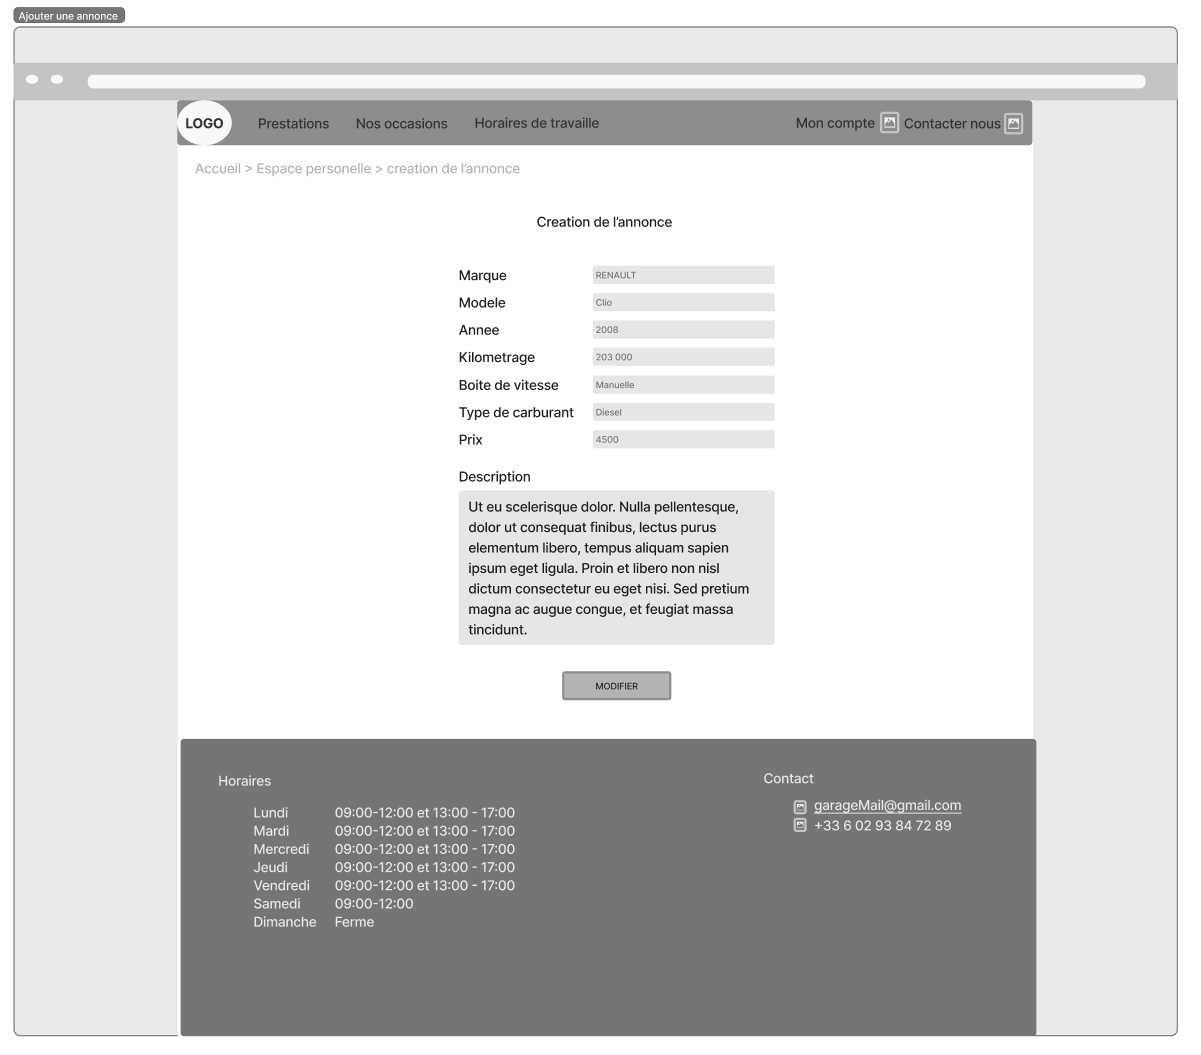 Ajouter une annonce
LOGO Prestations Nos occasions Horaires de travaille Mon compte Contacter nous
Accueil > Espace personelle > creation de l’annonce
Creation de l’annonce
Marque RENAULT
Modele Clio
Annee 2008
Kilometrage 203 000
Boite de vitesse Manuelle
Type de carburant Diesel
Prix 4500
Description
Ut eu scelerisque dolor. Nulla pellentesque,
dolor ut consequat finibus, lectus purus
elementum libero, tempus aliquam sapien
ipsum eget ligula. Proin et libero non nisl
dictum consectetur eu eget nisi. Sed pretium
magna ac augue congue, et feugiat massa
tincidunt.
MODIFIER
Horaires
Lundi 09:00-12:00 et 13:00 - 17:00
Mardi 09:00-12:00 et 13:00 - 17:00
Mercredi 09:00-12:00 et 13:00 - 17:00
Jeudi 09:00-12:00 et 13:00 - 17:00
Vendredi 09:00-12:00 et 13:00 - 17:00
Samedi 09:00-12:00
Dimanche Ferme
Contact
garageMail@gmail.com
+33 6 02 93 84 72 89